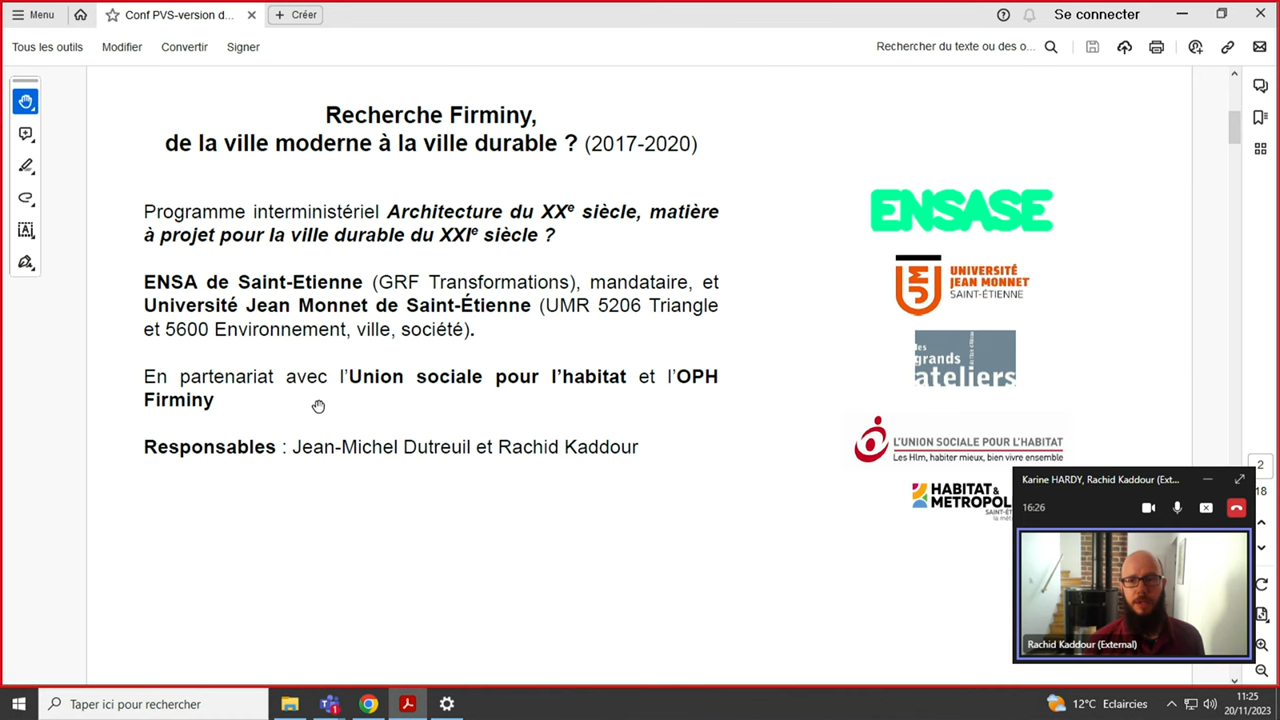 Menu
Conf PVS-version d...
Créer
Se connecter
Tous les outils
Modifier
Convertir
Signer
Rechercher du texte ou des o...
Recherche Firminy,
de la ville moderne à la ville durable ? (2017-2020)
Programme interministériel Architecture du XXe siècle, matière
à projet pour la ville durable du XXIe siècle ?
ENSA de Saint-Etienne (GRF Transformations), mandataire, et
Université Jean Monnet de Saint-Étienne (UMR 5206 Triangle
et 5600 Environnement, ville, société).
En partenariat avec l’Union sociale pour l’habitat et l’OPH
Firminy
Responsables : Jean-Michel Dutreuil et Rachid Kaddour
ENSASE
UNIVERSITÉ
JEAN MONNET
SAINT-ÉTIENNE
les
grands
ateliers
L'UNION SOCIALE POUR L'HABITAT
Les Hlm, habiter mieux, bien vivre ensemble
HABITAT &
METROPOL
2
18
Karine HARDY, Rachid Kaddour (Ext...
16:26
Rachid Kaddour (External)
Taper ici pour rechercher
1
12°C Eclaircies
11:25
20/11/2023